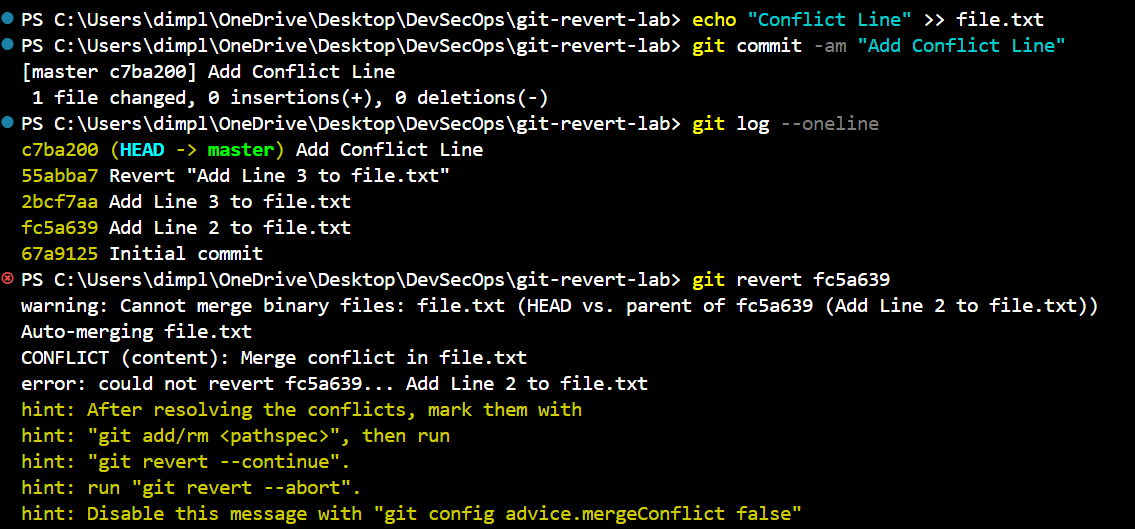 PS C:\Users\dimpl\OneDrive\Desktop\DevSecOps\git-revert-lab> echo "Conflict Line" >> file.txt
PS C:\Users\dimpl\OneDrive\Desktop\DevSecOps\git-revert-lab> git commit -am "Add Conflict Line"
[master c7ba200] Add Conflict Line
 1 file changed, 0 insertions(+), 0 deletions(-)
PS C:\Users\dimpl\OneDrive\Desktop\DevSecOps\git-revert-lab> git log --oneline
c7ba200 (HEAD -> master) Add Conflict Line
55abba7 Revert "Add Line 3 to file.txt"
2bcf7aa Add Line 3 to file.txt
fc5a639 Add Line 2 to file.txt
67a9125 Initial commit
PS C:\Users\dimpl\OneDrive\Desktop\DevSecOps\git-revert-lab> git revert fc5a639
warning: Cannot merge binary files: file.txt (HEAD vs. parent of fc5a639 (Add Line 2 to file.txt))
Auto-merging file.txt
CONFLICT (content): Merge conflict in file.txt
error: could not revert fc5a639... Add Line 2 to file.txt
hint: After resolving the conflicts, mark them with
hint: "git add/rm <pathspec>", then run
hint: "git revert --continue".
hint: run "git revert --abort".
hint: Disable this message with "git config advice.mergeConflict false"